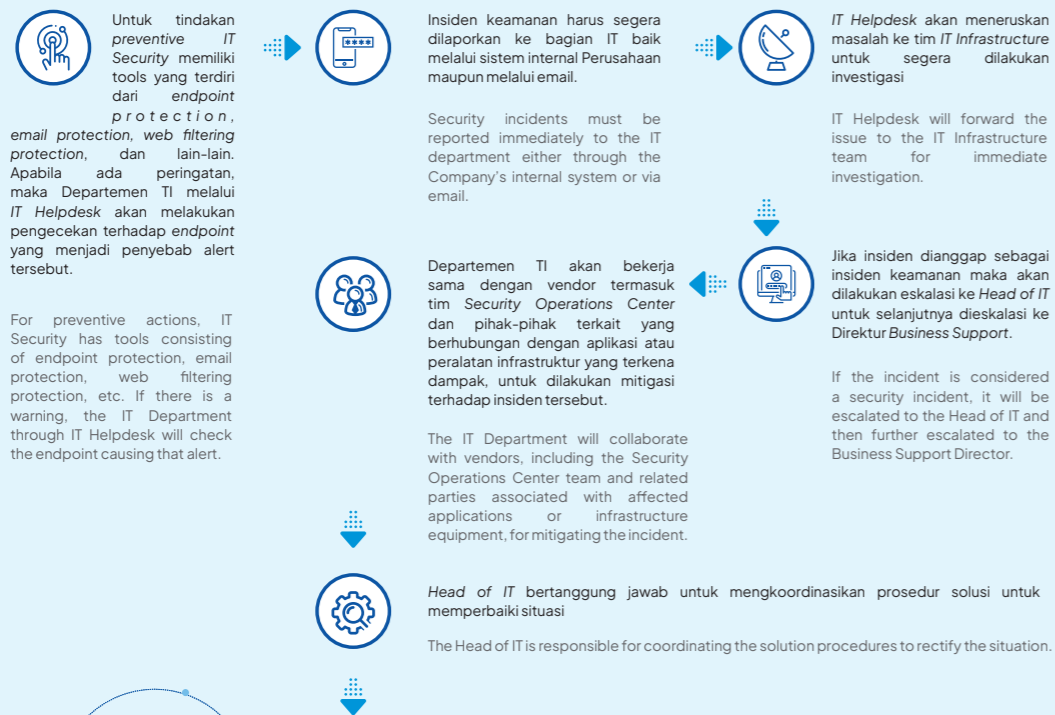 Untuk tindakan
preventive IT
Security memiliki
tools yang terdiri
dari endpoint
protection,
email protection, web filtering
protection, dan lain-lain.
Apabila ada peringatan,
maka Departemen TI melalui
IT Helpdesk akan melakukan
pengecekan terhadap endpoint
yang menjadi penyebab alert
tersebut.
For preventive actions, IT
Security has tools consisting
of endpoint protection, email
protection, web filtering
protection, etc. If there is a
warning, the IT Department
through IT Helpdesk will check
the endpoint causing that alert.
****
Insiden keamanan harus segera
dilaporkan ke bagian IT baik
melalui sistem internal Perusahaan
maupun melalui email.
Security incidents must be
reported immediately to the IT
department either through the
Company's internal system or via
email.
IT Helpdesk akan meneruskan
masalah ke tim IT Infrastructure
untuk segera dilakukan
investigasi
IT Helpdesk will forward the
issue to the IT Infrastructure
team for immediate
investigation.
Jika insiden dianggap sebagai
insiden keamanan maka akan
dilakukan eskalasi ke Head of IT
untuk selanjutnya dieskalasi ke
Direktur Business Support.
If the incident is considered
a security incident, it will be
escalated to the Head of IT and
then further escalated to the
Business Support Director.
Departemen TI akan bekerja
sama dengan vendor termasuk
tim Security Operations Center
dan pihak-pihak terkait yang
berhubungan dengan aplikasi atau
peralatan infrastruktur yang terkena
dampak, untuk dilakukan mitigasi
terhadap insiden tersebut.
The IT Department will collaborate
with vendors, including the Security
Operations Center team and related
parties associated with affected
applications or infrastructure
equipment, for mitigating the incident.
Head of IT bertanggung jawab untuk mengkoordinasikan prosedur solusi untuk
memperbaiki situasi
The Head of IT is responsible for coordinating the solution procedures to rectify the situation.